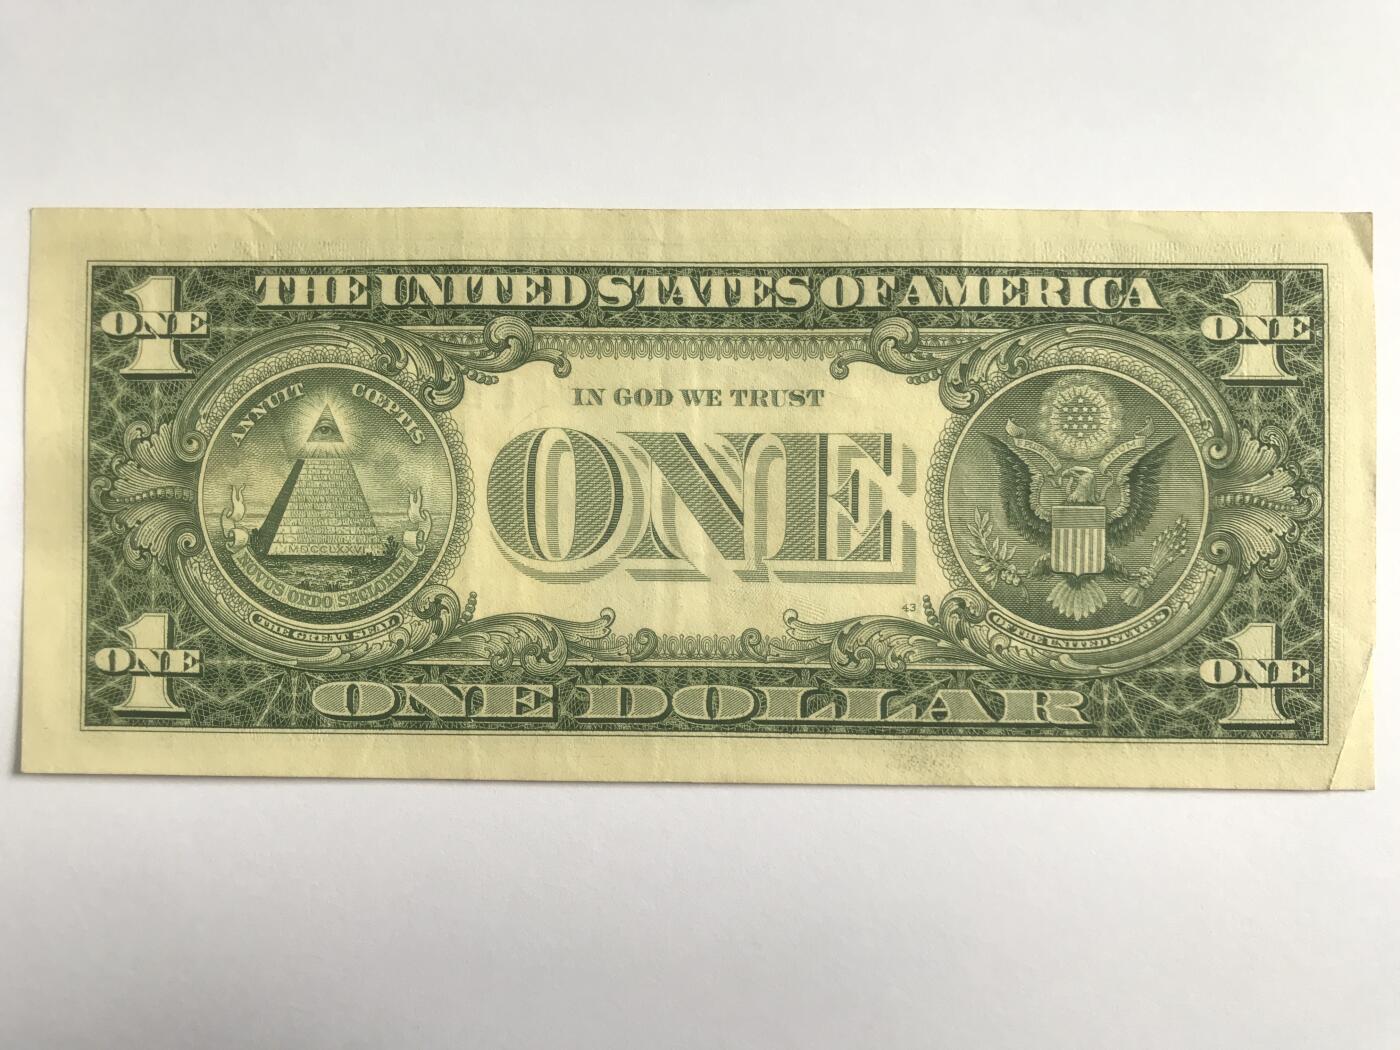 THE UNITED STATES OF AMERICA
1
ONE
1
ONE
ANNUIT CŒPTIS
MDCCLXXVI
NOVUS ORDO SECLORUM
THE GREAT SEAL
IN GOD WE TRUST
ONE
43
OF THE UNITED STATES
1
ONE
1
ONE
ONE DOLLAR